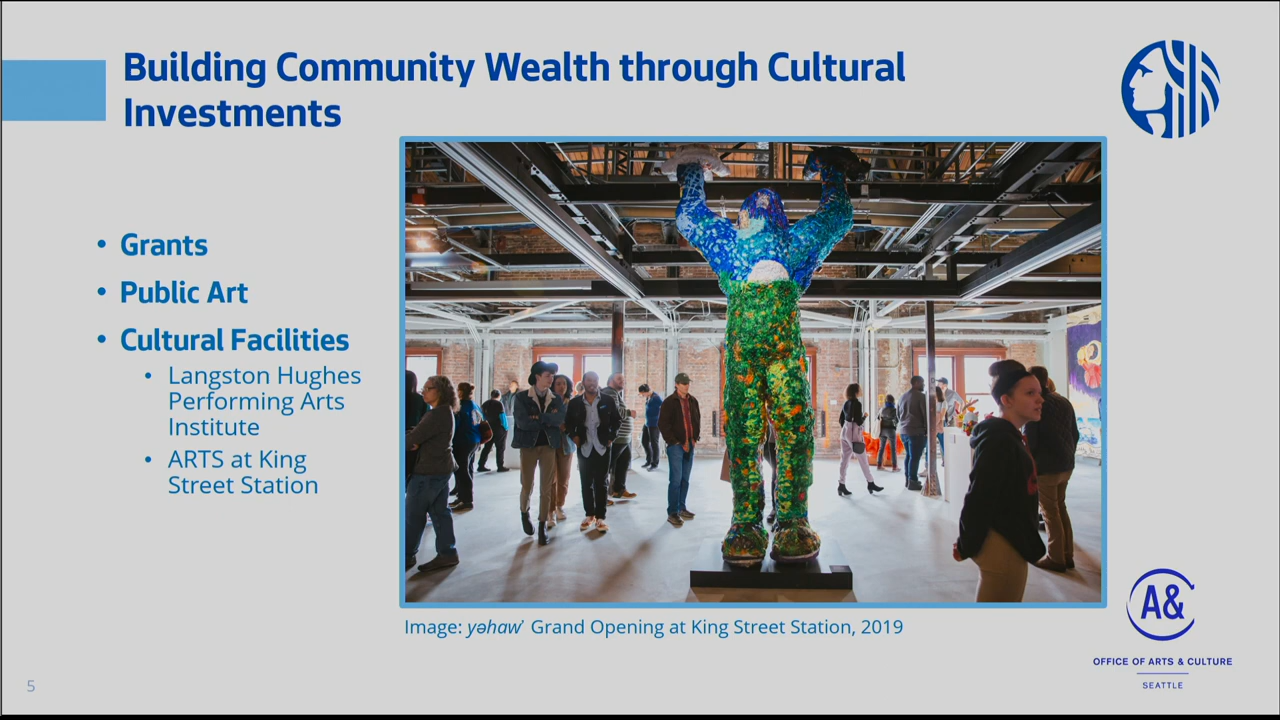 Building Community Wealth through Cultural
Investments
• Grants
• Public Art
• Cultural Facilities
• Langston Hughes
Performing Arts
Institute
• ARTS at King
Street Station
Image: yəhaw̓ Grand Opening at King Street Station, 2019
A&
OFFICE OF ARTS & CULTURE
SEATTLE
5